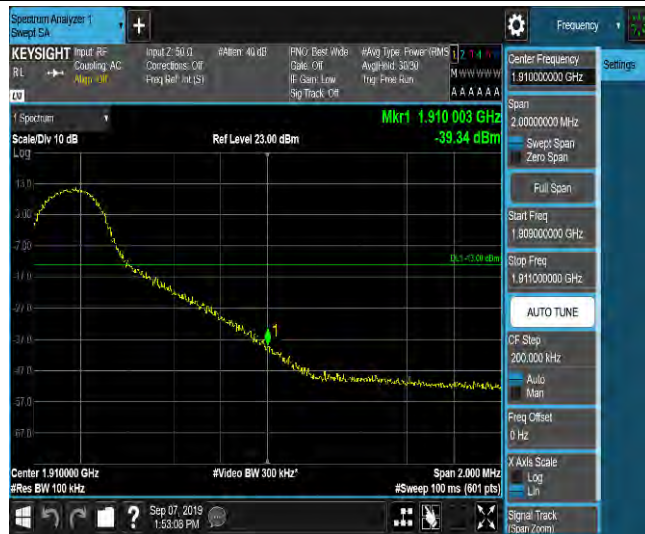 Spectrum Analyzer 1
Swept SA
Frequency
KEYSIGHT
RL
Input: RF
Coupling: AC
Align: Off
Input Z: 50 Ω
Corrections: Off
Freq Ref: Int (S)
#Atten: 40 dB
PNO: Best Wide
Gate: Off
IF Gain: Low
Sig Track: Off
#Avg Type: Power (RMS
Avg|Hold: 30/30
Trig: Free Run
M W W W W W
A A A A A A
LU
1 Spectrum
Scale/Div 10 dB
Log
Ref Level 23.00 dBm
Mkr1 1.910 003 GHz
-39.34 dBm
13.0
3.00
-7.00
-17.0
-27.0
-37.0
-47.0
-57.0
-67.0
DL1 -13.00 dBm
1
Center 1.910000 GHz
#Res BW 100 kHz
#Video BW 300 kHz*
Span 2.000 MHz
#Sweep 100 ms (601 pts)
Sep 07, 2019
1:53:08 PM
Center Frequency
1.910000000 GHz
Settings
Span
2.00000000 MHz
Swept Span
Zero Span
Full Span
Start Freq
1.909000000 GHz
Stop Freq
1.911000000 GHz
AUTO TUNE
CF Step
200.000 kHz
Auto
Man
Freq Offset
0 Hz
X Axis Scale
Log
Lin
Signal Track
(Span Zoom)